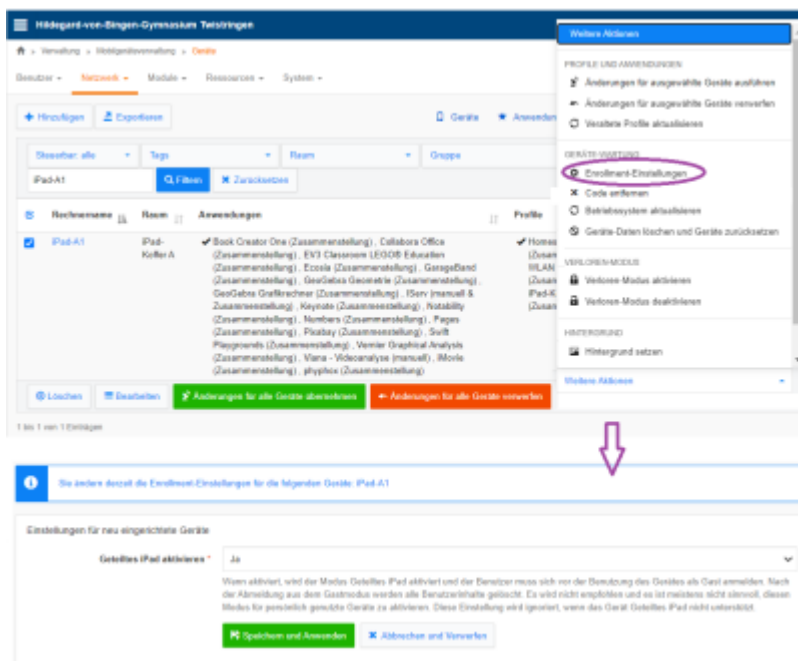 Hildegard-von-Bingen-Gymnasium Twistringen
Verwaltung > Mobilgeräteverwaltung > Geräte
Benutzer Netzwerk Module Ressourcen System
Hinzufügen Exportieren Geräte Anwendun
Steuerbar: alle Tags Raum Gruppe
iPad-A1 Filtern Zurücksetzen
Rechnername Raum Anwendungen Profile
iPad-A1 iPad-Koffer A
Book Creator One (Zusammenstellung) , Collabora Office
(Zusammenstellung) , EV3 Classroom LEGO® Education
(Zusammenstellung) , Ecosia (Zusammenstellung) , GarageBand
(Zusammenstellung) , GeoGebra Geometrie (Zusammenstellung) ,
GeoGebra Grafikrechner (Zusammenstellung) , IServ (manuell &
Zusammenstellung) , Keynote (Zusammenstellung) , Notability
(Zusammenstellung) , Numbers (Zusammenstellung) , Pages
(Zusammenstellung) , Pixabay (Zusammenstellung) , Swift
Playgrounds (Zusammenstellung) , Vernier Graphical Analysis
(Zusammenstellung) , Viana - Videoanalyse (manuell) , iMovie
(Zusammenstellung) , phyphox (Zusammenstellung)
Homes
(Zusan
WLAN
(Zusan
iPad-K
(Zusan
Löschen Bearbeiten Änderungen für alle Geräte übernehmen Änderungen für alle Geräte verwerfen
1 bis 1 von 1 Einträgen
Weitere Aktionen
PROFILE UND ANWENDUNGEN
Änderungen für ausgewählte Geräte ausführen
Änderungen für ausgewählte Geräte verwerfen
Veraltete Profile aktualisieren
GERÄTE-WARTUNG
Enrollment-Einstellungen
Code entfernen
Betriebssystem aktualisieren
Geräte-Daten löschen und Geräte zurücksetzen
VERLOREN-MODUS
Verloren-Modus aktivieren
Verloren-Modus deaktivieren
HINTERGRUND
Hintergrund setzen
Weitere Aktionen
Sie ändern derzeit die Enrollment-Einstellungen für die folgenden Geräte: iPad-A1
Einstellungen für neu eingerichtete Geräte
Geteiltes iPad aktivieren * Ja
Wenn aktiviert, wird der Modus Geteiltes iPad aktiviert und der Benutzer muss sich vor der Benutzung des Gerätes als Gast anmelden. Nach
der Abmeldung aus dem Gastmodus werden alle Benutzerinhalte gelöscht. Es wird nicht empfohlen und es ist meistens nicht sinnvoll, diesen
Modus für persönlich genutzte Geräte zu aktivieren. Diese Einstellung wird ignoriert, wenn das Gerät Geteiltes iPad nicht unterstützt.
Speichern und Anwenden Abbrechen und Verwerfen